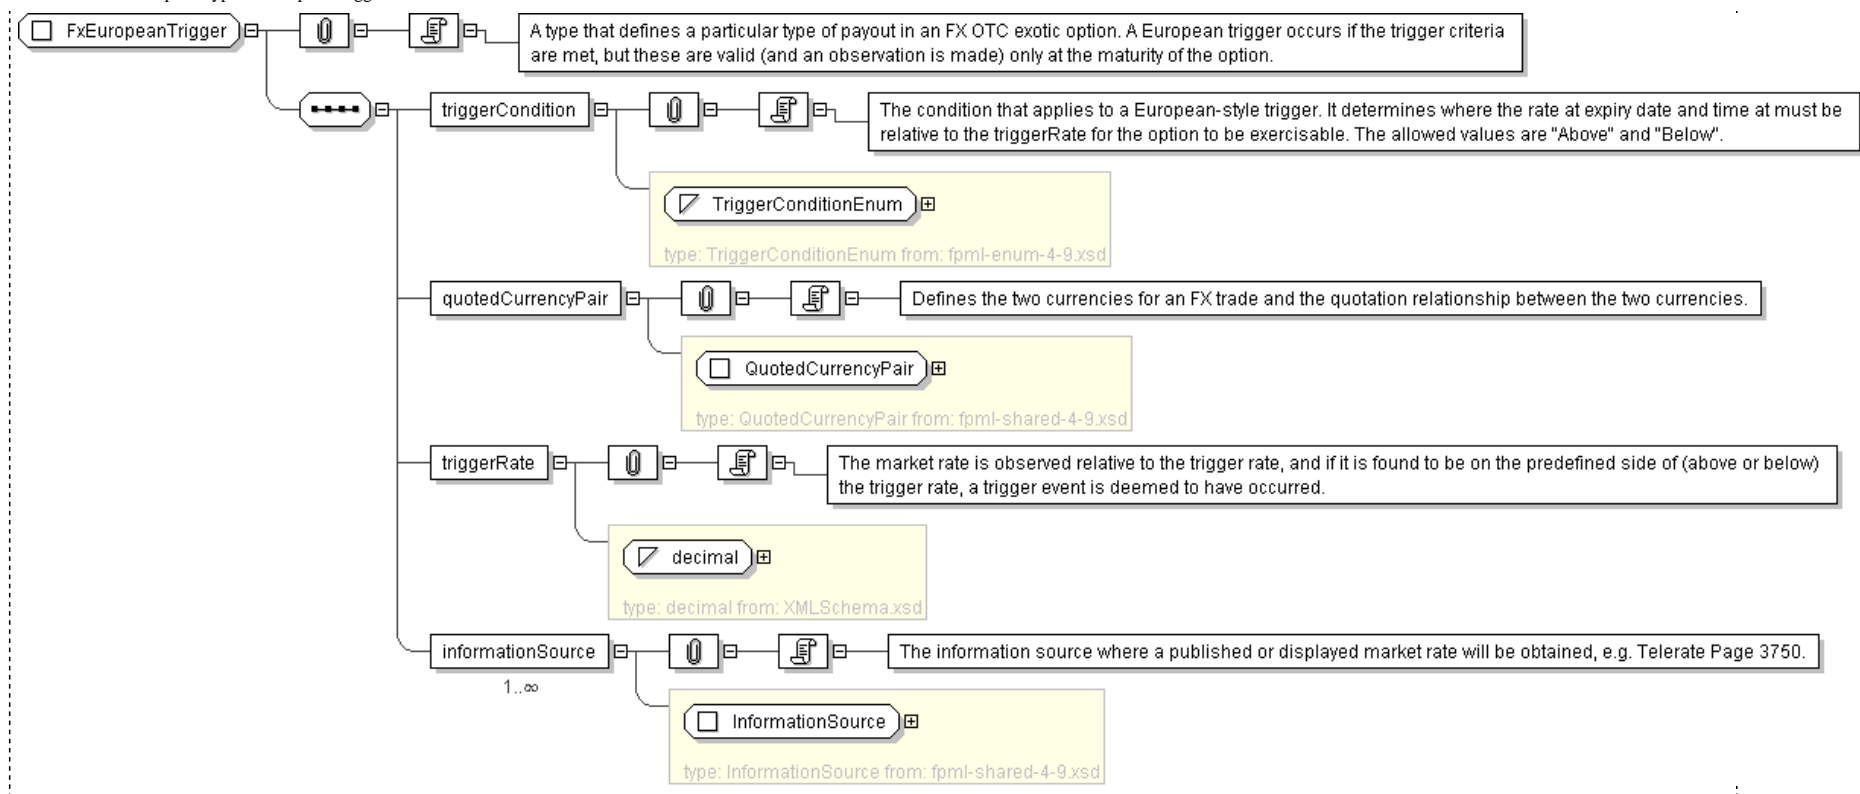 FxEuropeanTrigger
A type that defines a particular type of payout in an FX OTC exotic option. A European trigger occurs if the trigger criteria
are met, but these are valid (and an observation is made) only at the maturity of the option.
triggerCondition
The condition that applies to a European-style trigger. It determines where the rate at expiry date and time at must be
relative to the triggerRate for the option to be exercisable. The allowed values are "Above" and "Below".
TriggerConditionEnum
type: TriggerConditionEnum from: fpml-enum-4-9.xsd
quotedCurrencyPair
Defines the two currencies for an FX trade and the quotation relationship between the two currencies.
QuotedCurrencyPair
type: QuotedCurrencyPair from: fpml-shared-4-9.xsd
triggerRate
The market rate is observed relative to the trigger rate, and if it is found to be on the predefined side of (above or below)
the trigger rate, a trigger event is deemed to have occurred.
decimal
type: decimal from: XMLSchema.xsd
informationSource
The information source where a published or displayed market rate will be obtained, e.g. Telerate Page 3750.
1..∞
InformationSource
type: InformationSource from: fpml-shared-4-9.xsd